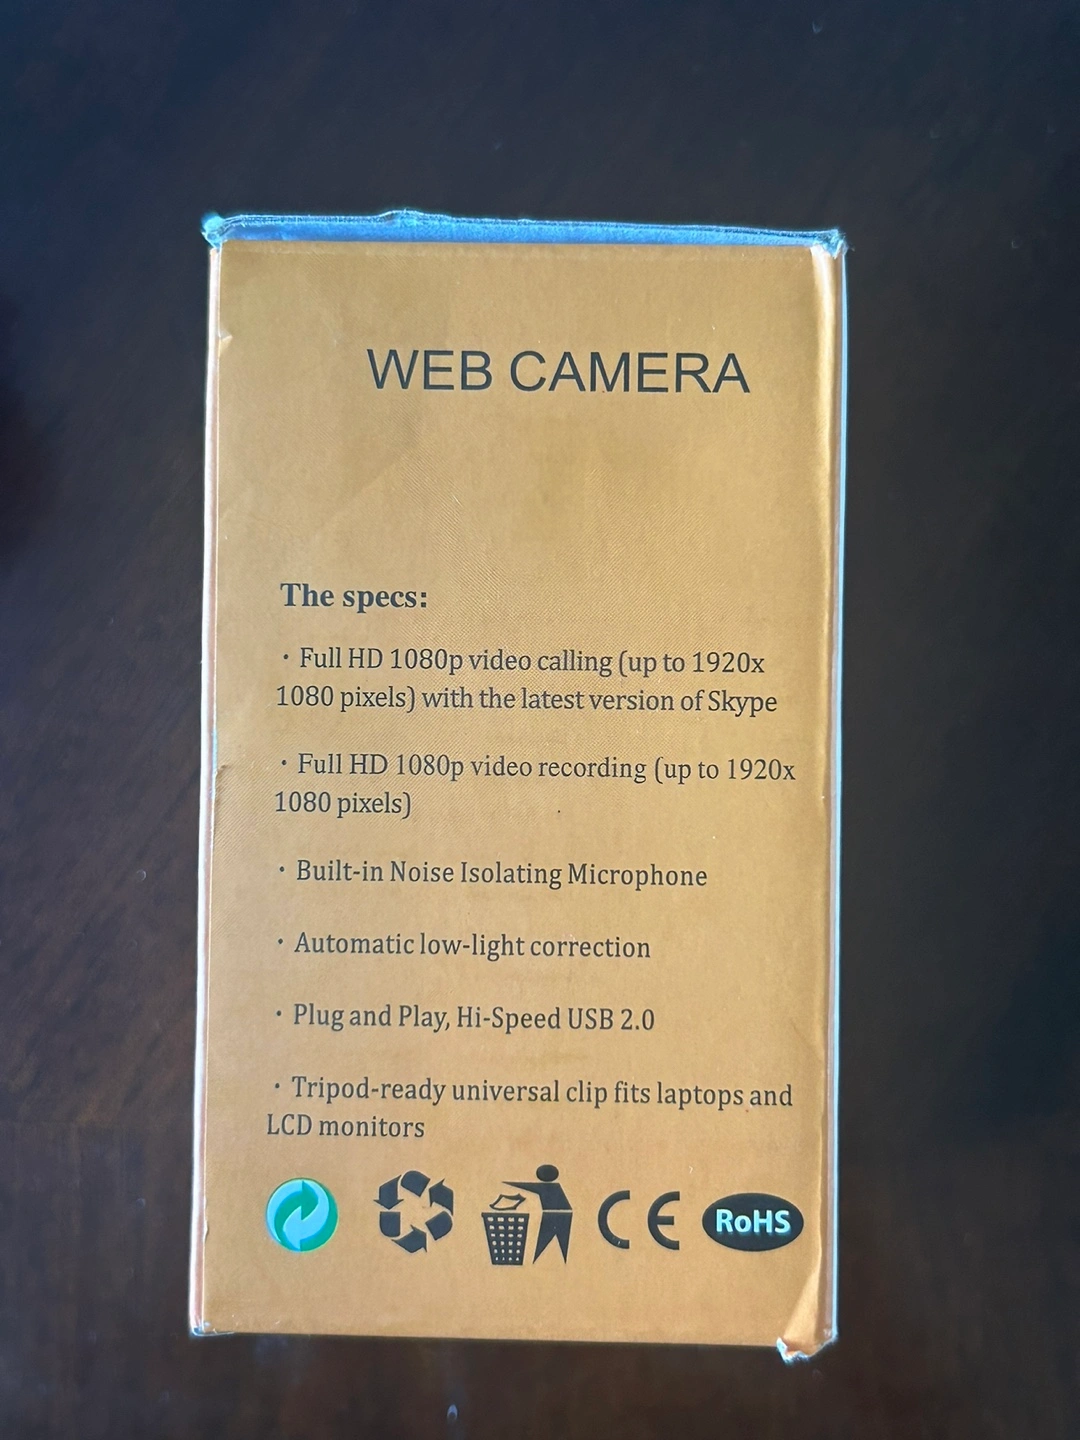 WEB CAMERA
The specs:
· Full HD 1080p video calling (up to 1920x
1080 pixels) with the latest version of Skype
· Full HD 1080p video recording (up to 1920x
1080 pixels)
· Built-in Noise Isolating Microphone
· Automatic low-light correction
· Plug and Play, Hi-Speed USB 2.0
· Tripod-ready universal clip fits laptops and
LCD monitors
CE RoHS